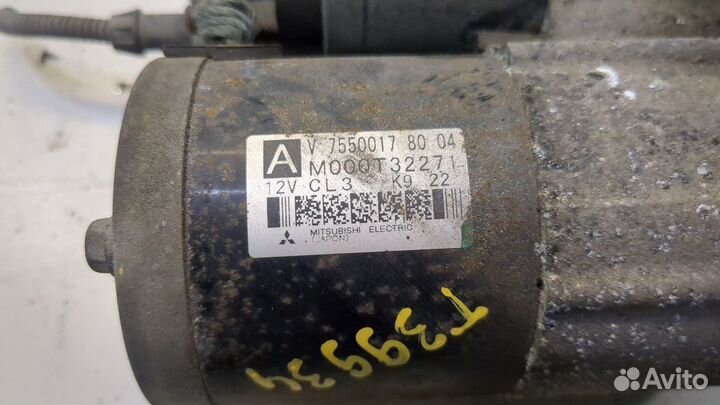 A V 7550017 80 04
M000T32271
12V CL3 K9 22
MITSUBISHI ELECTRIC
(JAPON)
T39934
Avito